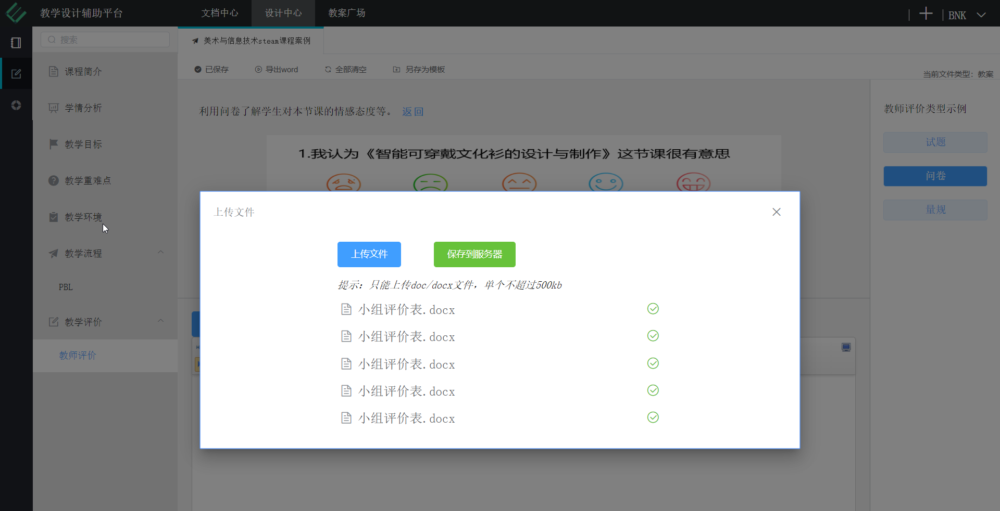 教学设计辅助平台
文档中心
设计中心
教案广场
BNK
搜索
美术与信息技术steam课程案例
已保存
导出word
全部清空
另存为模板
当前文件类型：教案
课程简介
学情分析
教学目标
教学重难点
教学环境
教学流程
PBL
教学评价
教师评价
利用问卷了解学生对本节课的情感态度等。 返回
1.我认为《智能可穿戴文化衫的设计与制作》这节课很有意思
教师评价类型示例
试题
问卷
量规
上传文件
上传文件
保存到服务器
提示：只能上传doc/docx文件，单个不超过500kb
小组评价表.docx
小组评价表.docx
小组评价表.docx
小组评价表.docx
小组评价表.docx